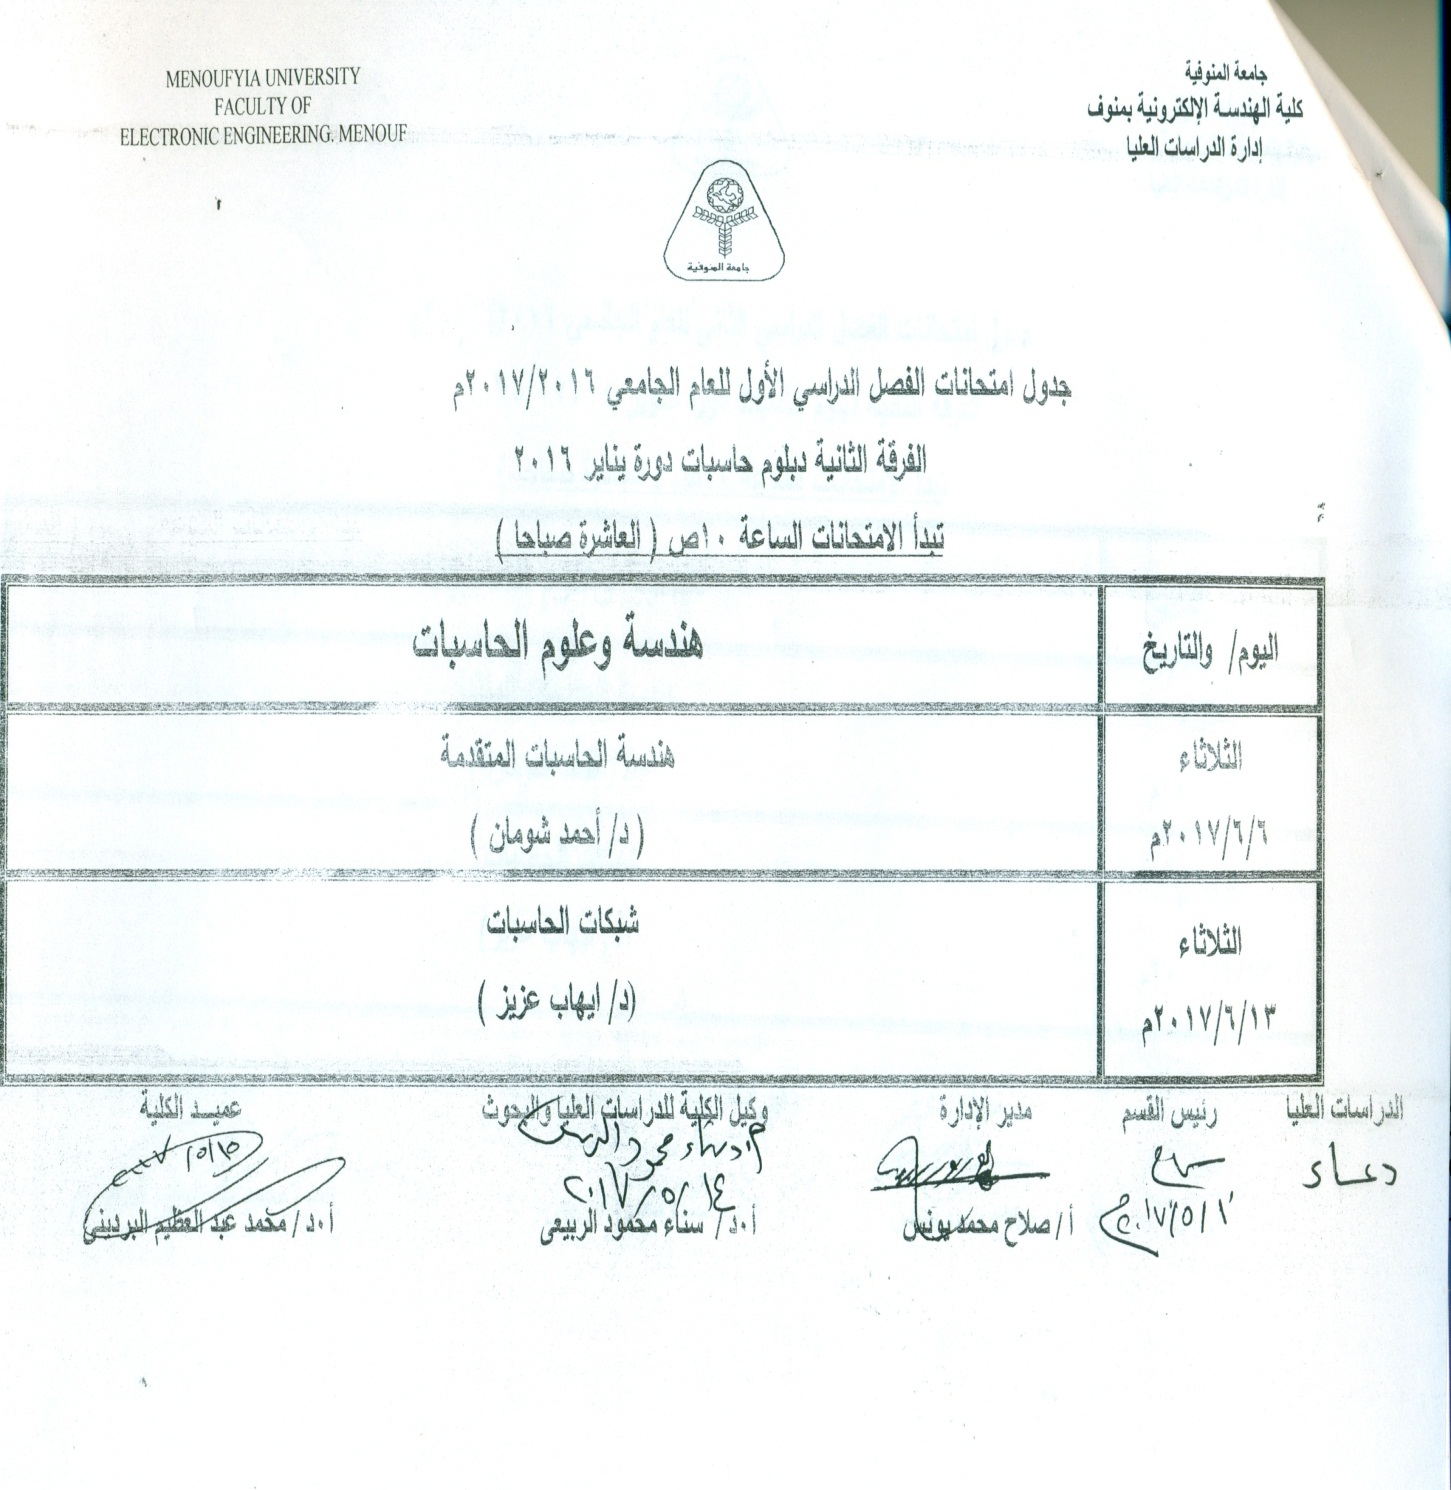 MENOUFYIA UNIVERSITY
FACULTY OF
ELECTRONIC ENGINEERING. MENOUF
جامعة المنوفية
كلية الهندسة الإلكترونية بمنوف
إدارة الدراسات العليا
جامعة المنوفية
جدول امتحانات الفصل الدراسي الأول للعام الجامعي ٢٠١٧/٢٠١٦م
الفرقة الثانية دبلوم حاسبات دورة يناير ٢٠١٦
تبدأ الامتحانات الساعة ١٠ص ( العاشرة صباحا )
اليوم/ والتاريخ
هندسة وعلوم الحاسبات
الثلاثاء
٢٠١٧/٦/٦م
هندسة الحاسبات المتقدمة
( د/ أحمد شومان )
الثلاثاء
٢٠١٧/٦/١٣م
شبكات الحاسبات
(د/ ايهاب عزيز )
الدراسات العليا رئيس القسم مدير الإدارة وكيل الكلية للدراسات العليا والبحوث عميـد الكلية
دعاء
٢٠١٧/٥/١٤
أ/ صلاح محمد يونس أ.د/ سناء محمود الربيعى أ.د/ محمد عبد العظيم البرديني